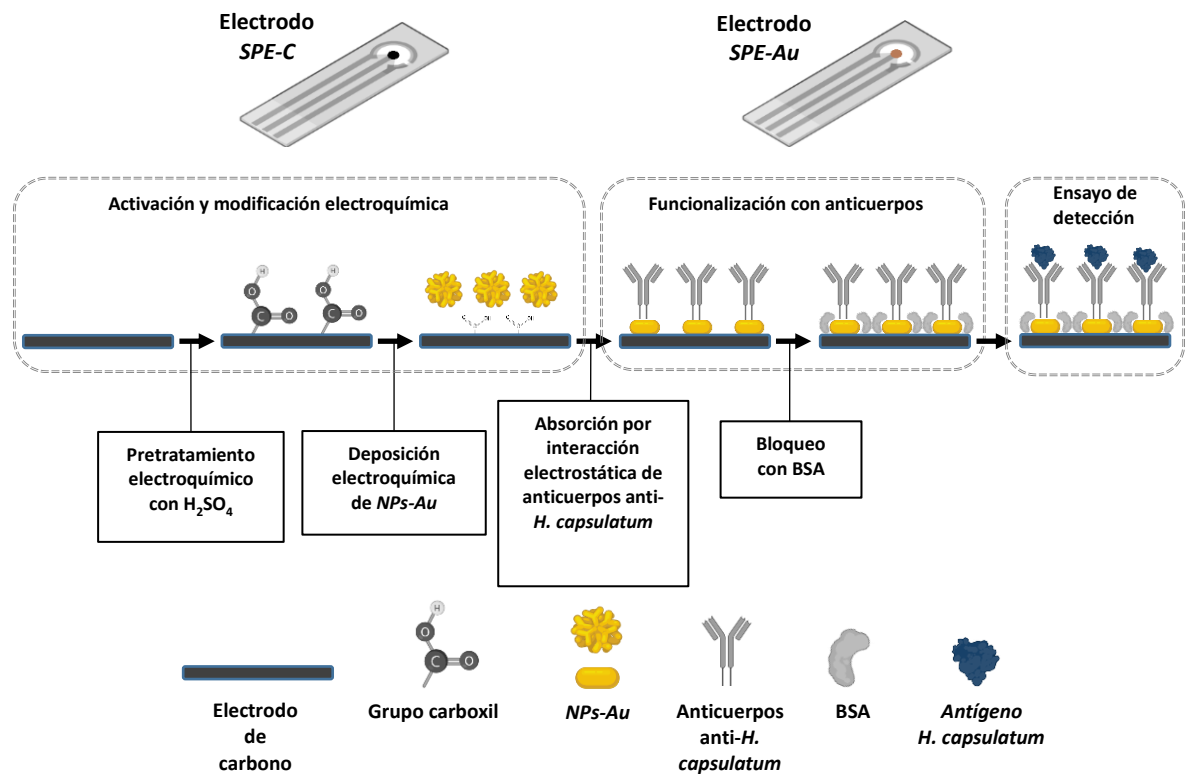 Electrodo
SPE-C
Electrodo
SPE-Au
Activación y modificación electroquímica
Funcionalización con anticuerpos
Ensayo de
detección
H
O
C
O
H
O
C
O
Pretratamiento
electroquímico
con H₂SO₄
Deposición
electroquímica
de NPs-Au
Absorción por
interacción
electrostática de
anticuerpos anti-
H. capsulatum
Bloqueo
con BSA
H
O
C
O
Electrodo
de
carbono
Grupo carboxil
NPs-Au
Anticuerpos
anti-H.
capsulatum
BSA
Antígeno
H. capsulatum